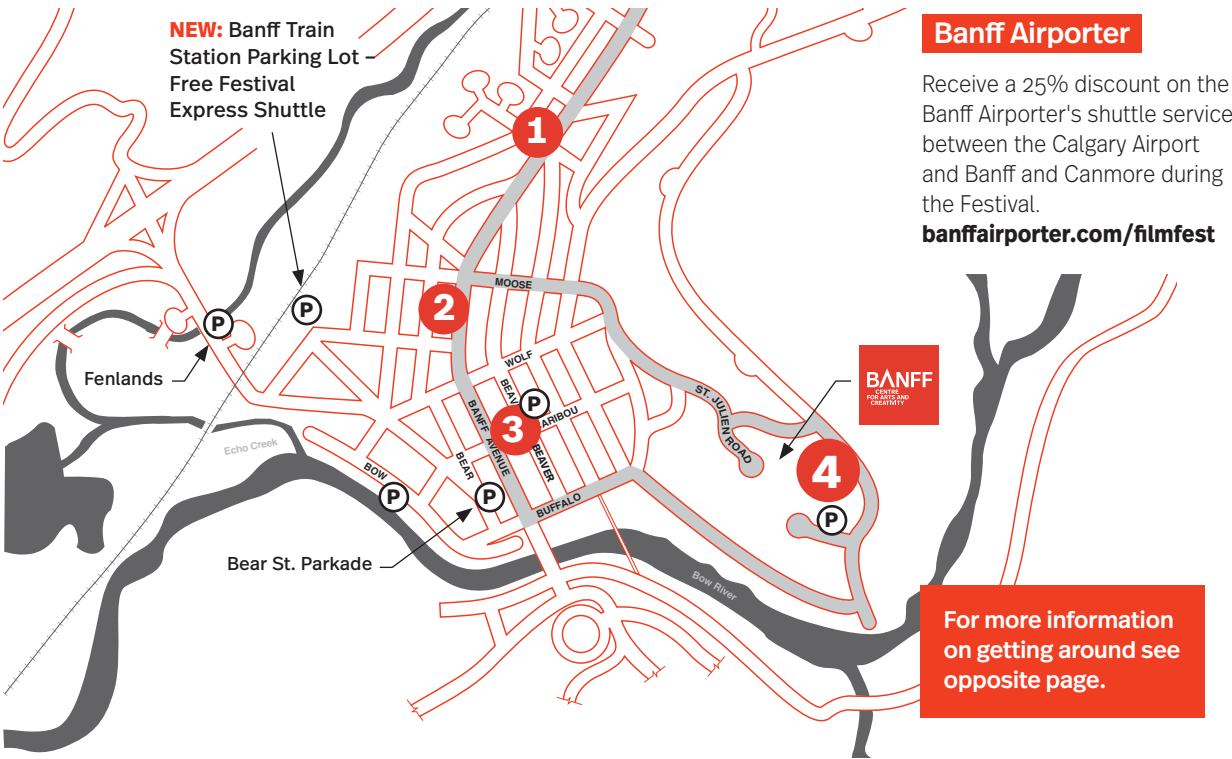 NEW: Banff Train
Station Parking Lot –
Free Festival
Express Shuttle
Banff Airporter
Receive a 25% discount on the
Banff Airporter's shuttle service
between the Calgary Airport
and Banff and Canmore during
the Festival.
banffairporter.com/filmfest
1
MOOSE
2
P
P
Fenlands
WOLF
BEAV
P
ARIBOU
3
BANFF AVENUE
BEAVER
BEAR
ST. JULIEN ROAD
BANFF
CENTRE
FOR ARTS AND
CREATIVITY
4
P
Echo Creek
BOW
P
P
BUFFALO
Bear St. Parkade
Bow River
For more information
on getting around see
opposite page.